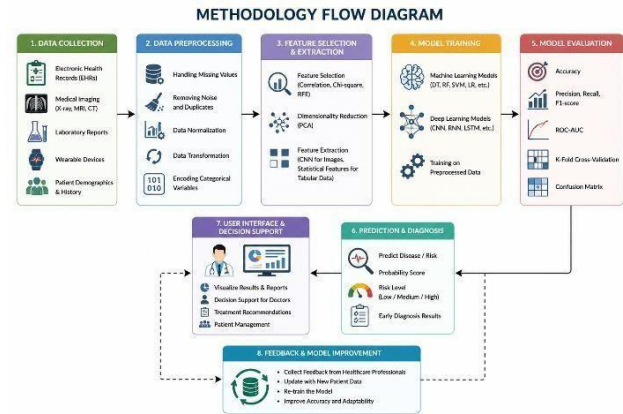 METHODOLOGY FLOW DIAGRAM
1. DATA COLLECTION
Electronic Health
Records (EHRs)
Medical Imaging
(X-ray, MRI, CT)
Laboratory Reports
Wearable Devices
Patient Demographics
& History
2. DATA PREPROCESSING
Handling Missing Values
Removing Noise
and Duplicates
Data Normalization
Data Transformation
101
010
Encoding Categorical
Variables
3. FEATURE SELECTION
& EXTRACTION
Feature Selection
(Correlation, Chi-square,
RFE)
Dimensionality Reduction
(PCA)
Feature Extraction
(CNN for Images,
Statistical Features for
Tabular Data)
4. MODEL TRAINING
Machine Learning Models
(DT, RF, SVM, LR, etc.)
Deep Learning Models
(CNN, RNN, LSTM, etc.)
Training on
Preprocessed Data
5. MODEL EVALUATION
Accuracy
Precision, Recall,
F1-score
ROC-AUC
K-Fold Cross-Validation
Confusion Matrix
6. PREDICTION & DIAGNOSIS
Predict Disease / Risk
Probability Score
Risk Level
(Low / Medium / High)
Early Diagnosis Results
7. USER INTERFACE &
DECISION SUPPORT
Visualize Results & Reports
Decision Support for Doctors
Treatment Recommendations
Patient Management
8. FEEDBACK & MODEL IMPROVEMENT
• Collect Feedback from Healthcare Professionals
• Update with New Patient Data
• Re-train the Model
• Improve Accuracy and Adaptability